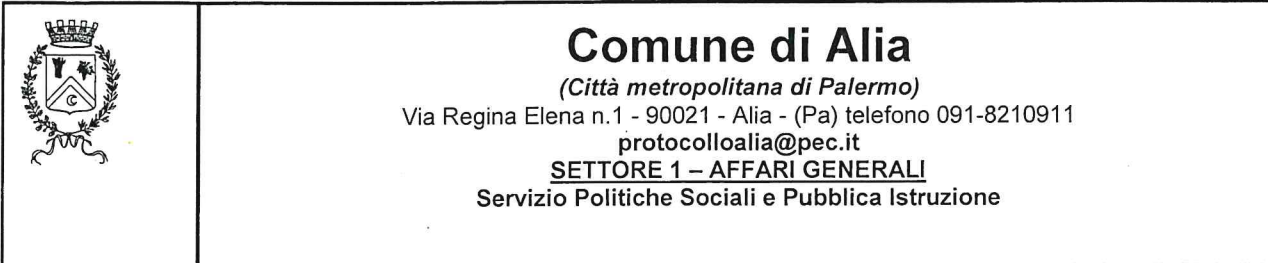 Comune di Alia
(Città metropolitana di Palermo)
Via Regina Elena n.1 - 90021 - Alia - (Pa) telefono 091-8210911
protocolloalia@pec.it
SETTORE 1 – AFFARI GENERALI
Servizio Politiche Sociali e Pubblica Istruzione